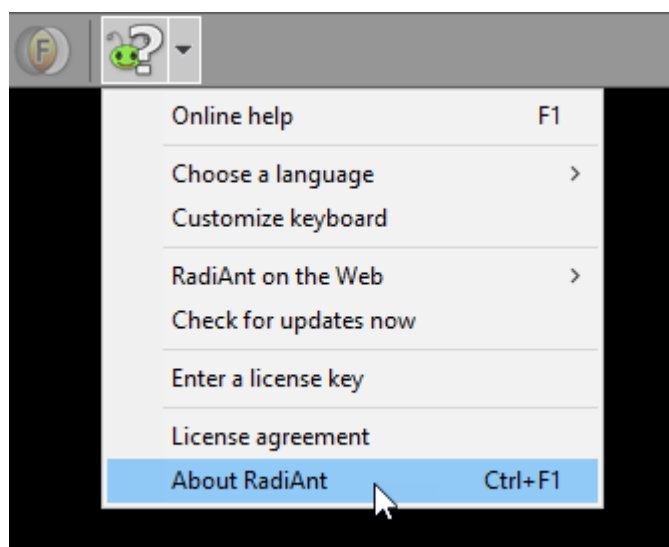 F
?
Online help F1
Choose a language >
Customize keyboard
RadiAnt on the Web >
Check for updates now
Enter a license key
License agreement
About RadiAnt Ctrl+F1